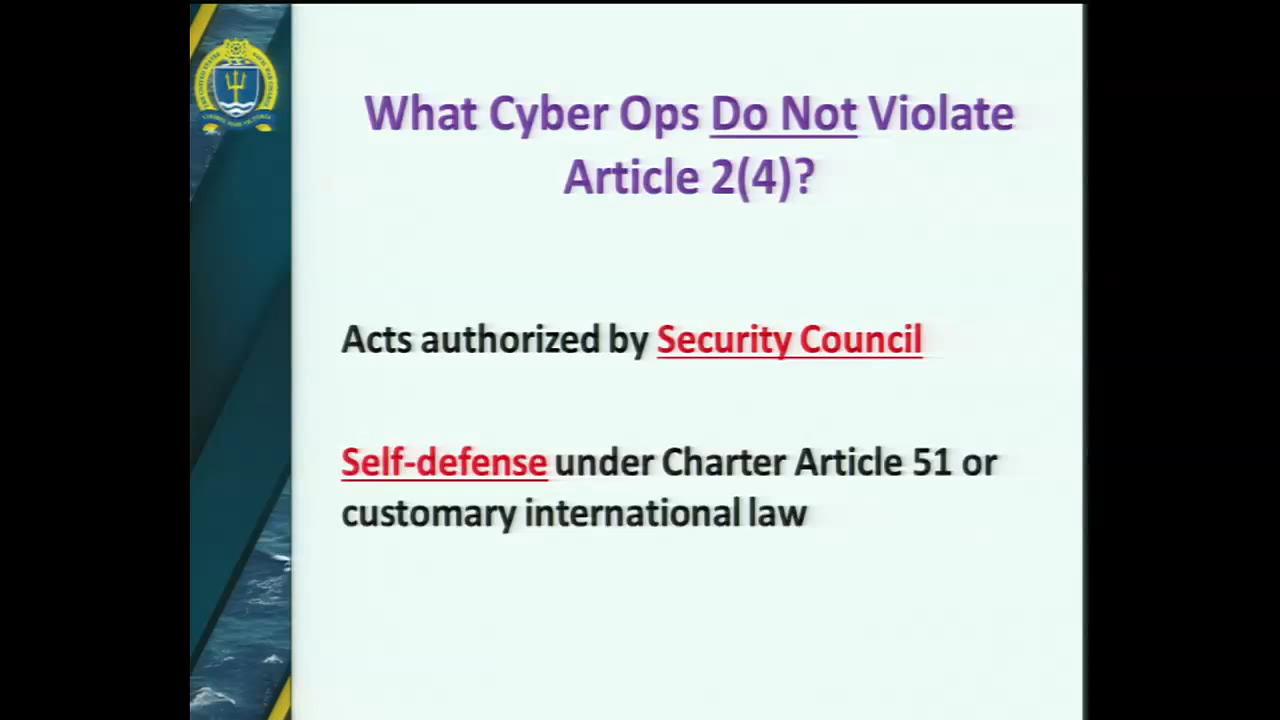 What Cyber Ops Do Not Violate
Article 2(4)?
Acts authorized by Security Council
Self-defense under Charter Article 51 or
customary international law